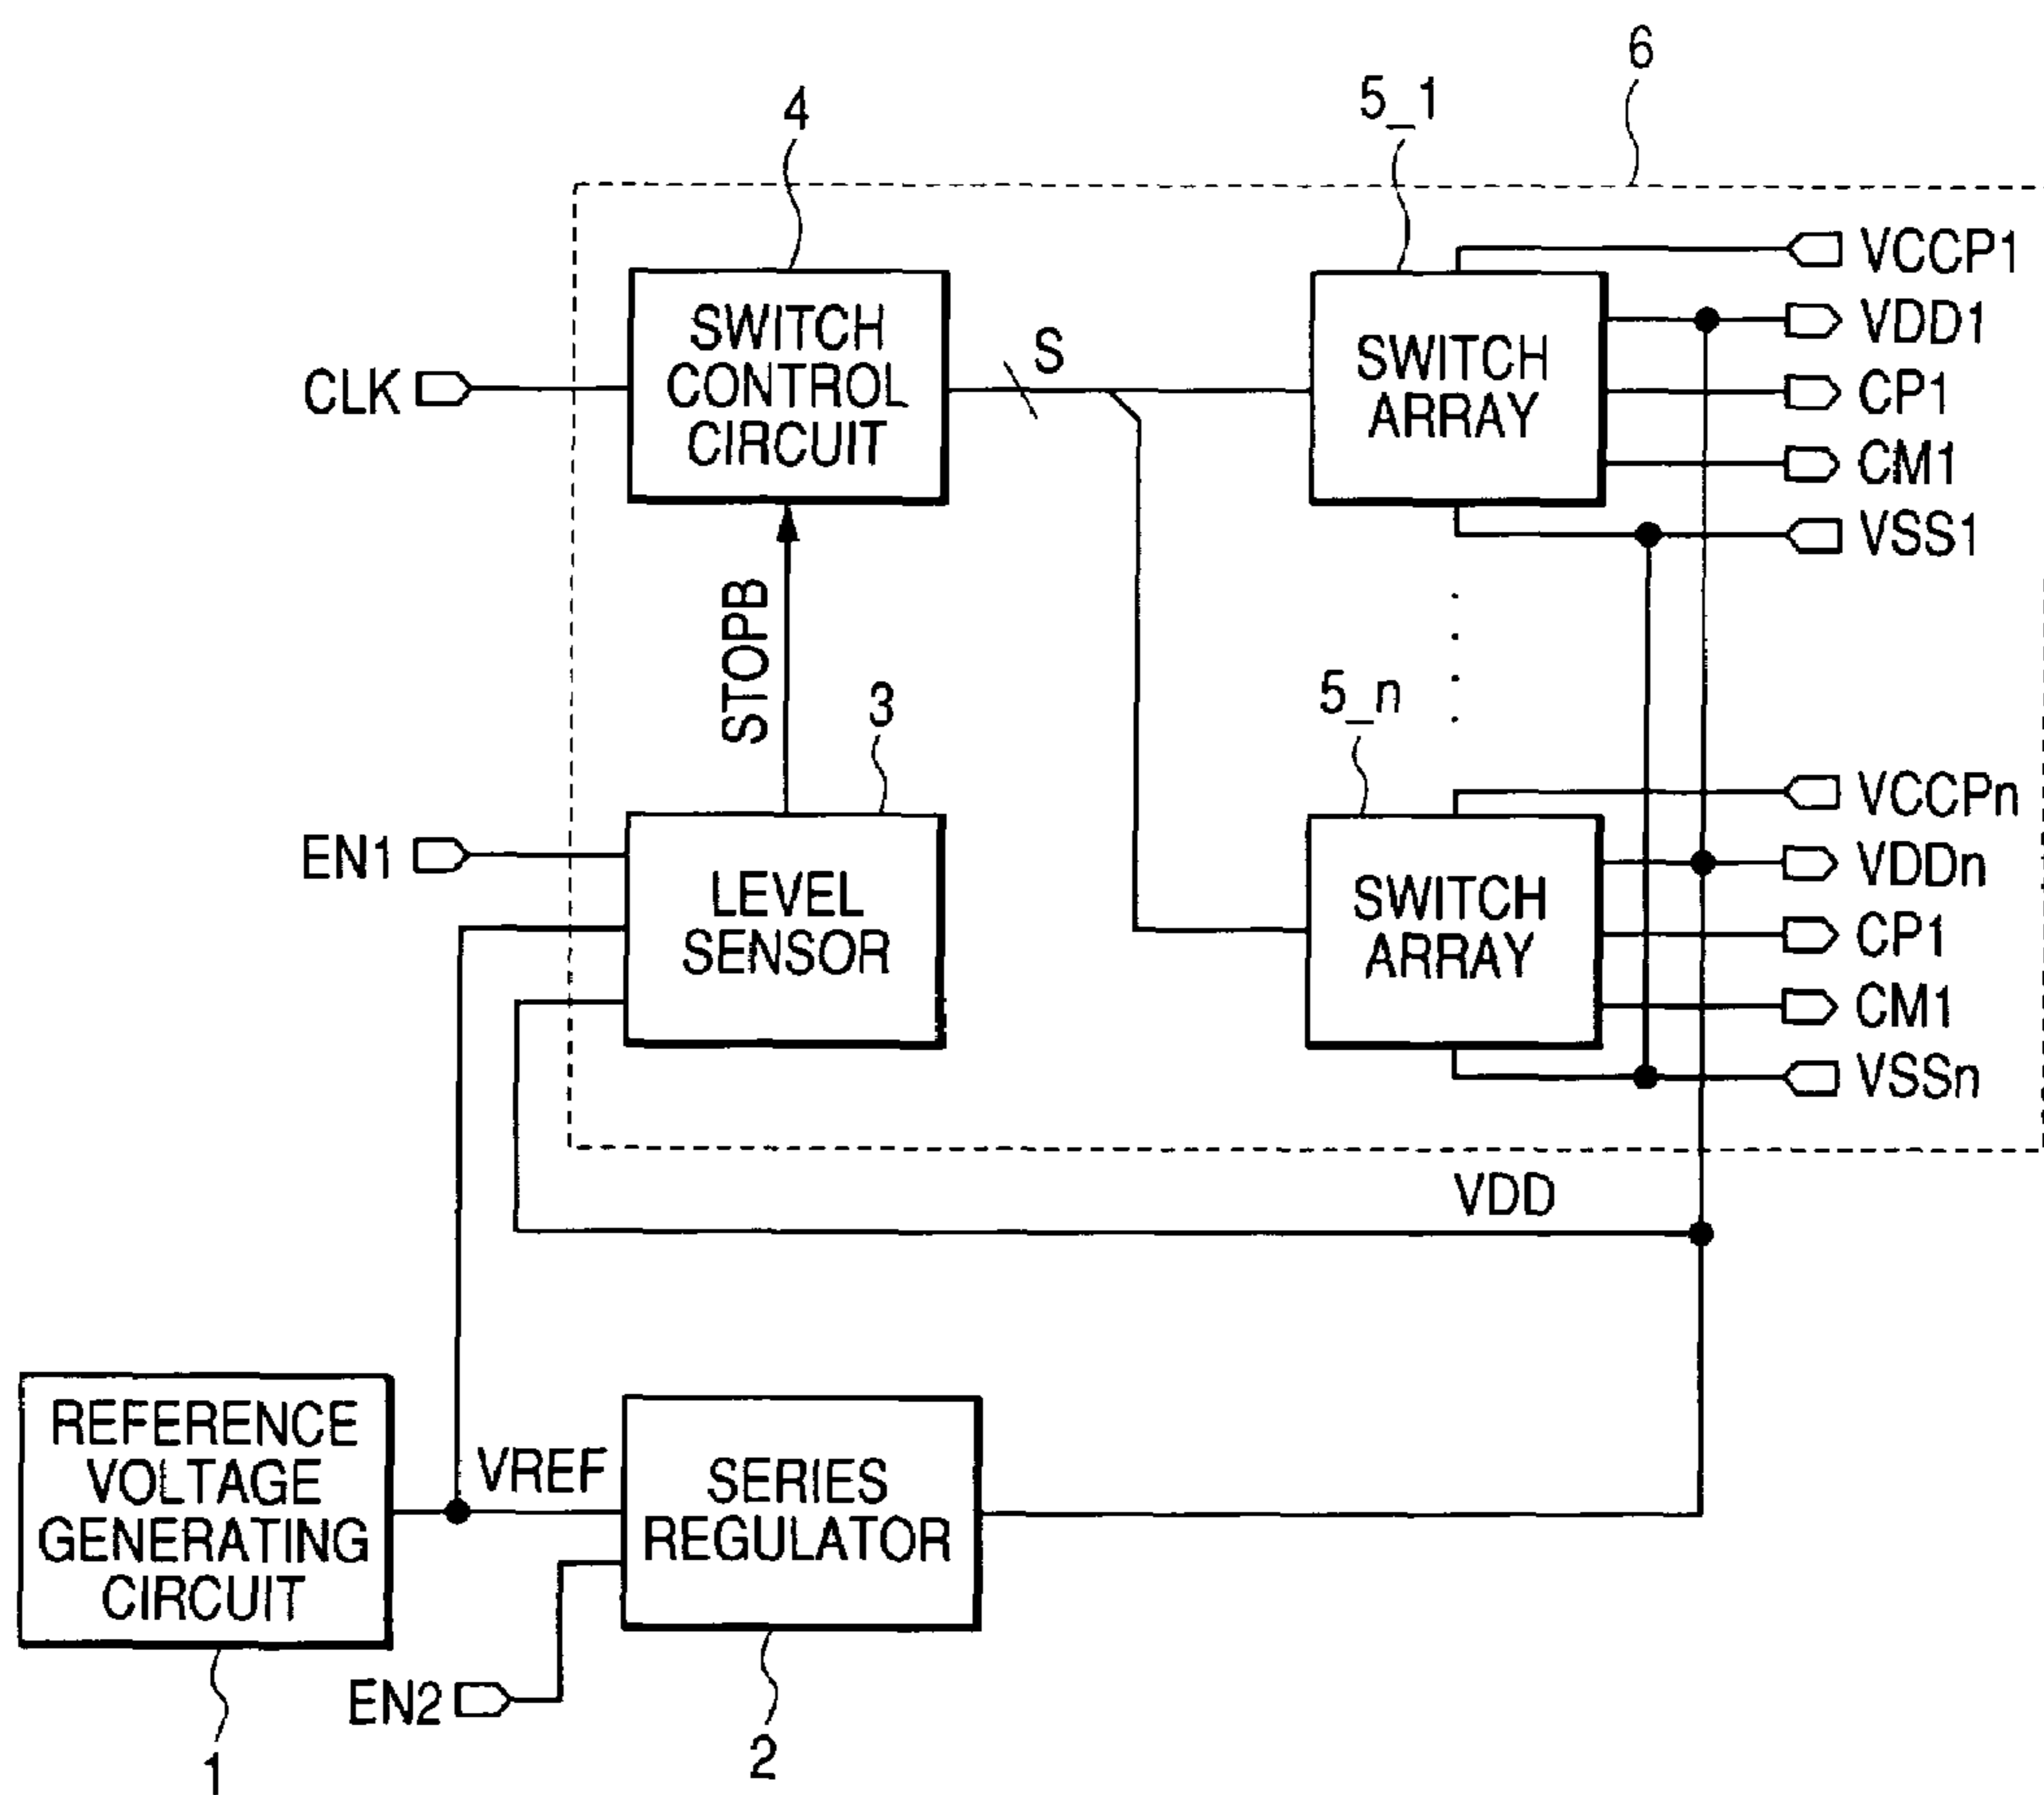 6
5_1
4
SWITCH
CONTROL
CIRCUIT
CLK
S
SWITCH
ARRAY
VCCP1
VDD1
CP1
CM1
VSS1
STOPB
3
5_n
EN1
LEVEL
SENSOR
SWITCH
ARRAY
VCCPn
VDDn
CP1
CM1
VSSn
VDD
REFERENCE
VOLTAGE
GENERATING
CIRCUIT
VREF
SERIES
REGULATOR
EN2
1
2